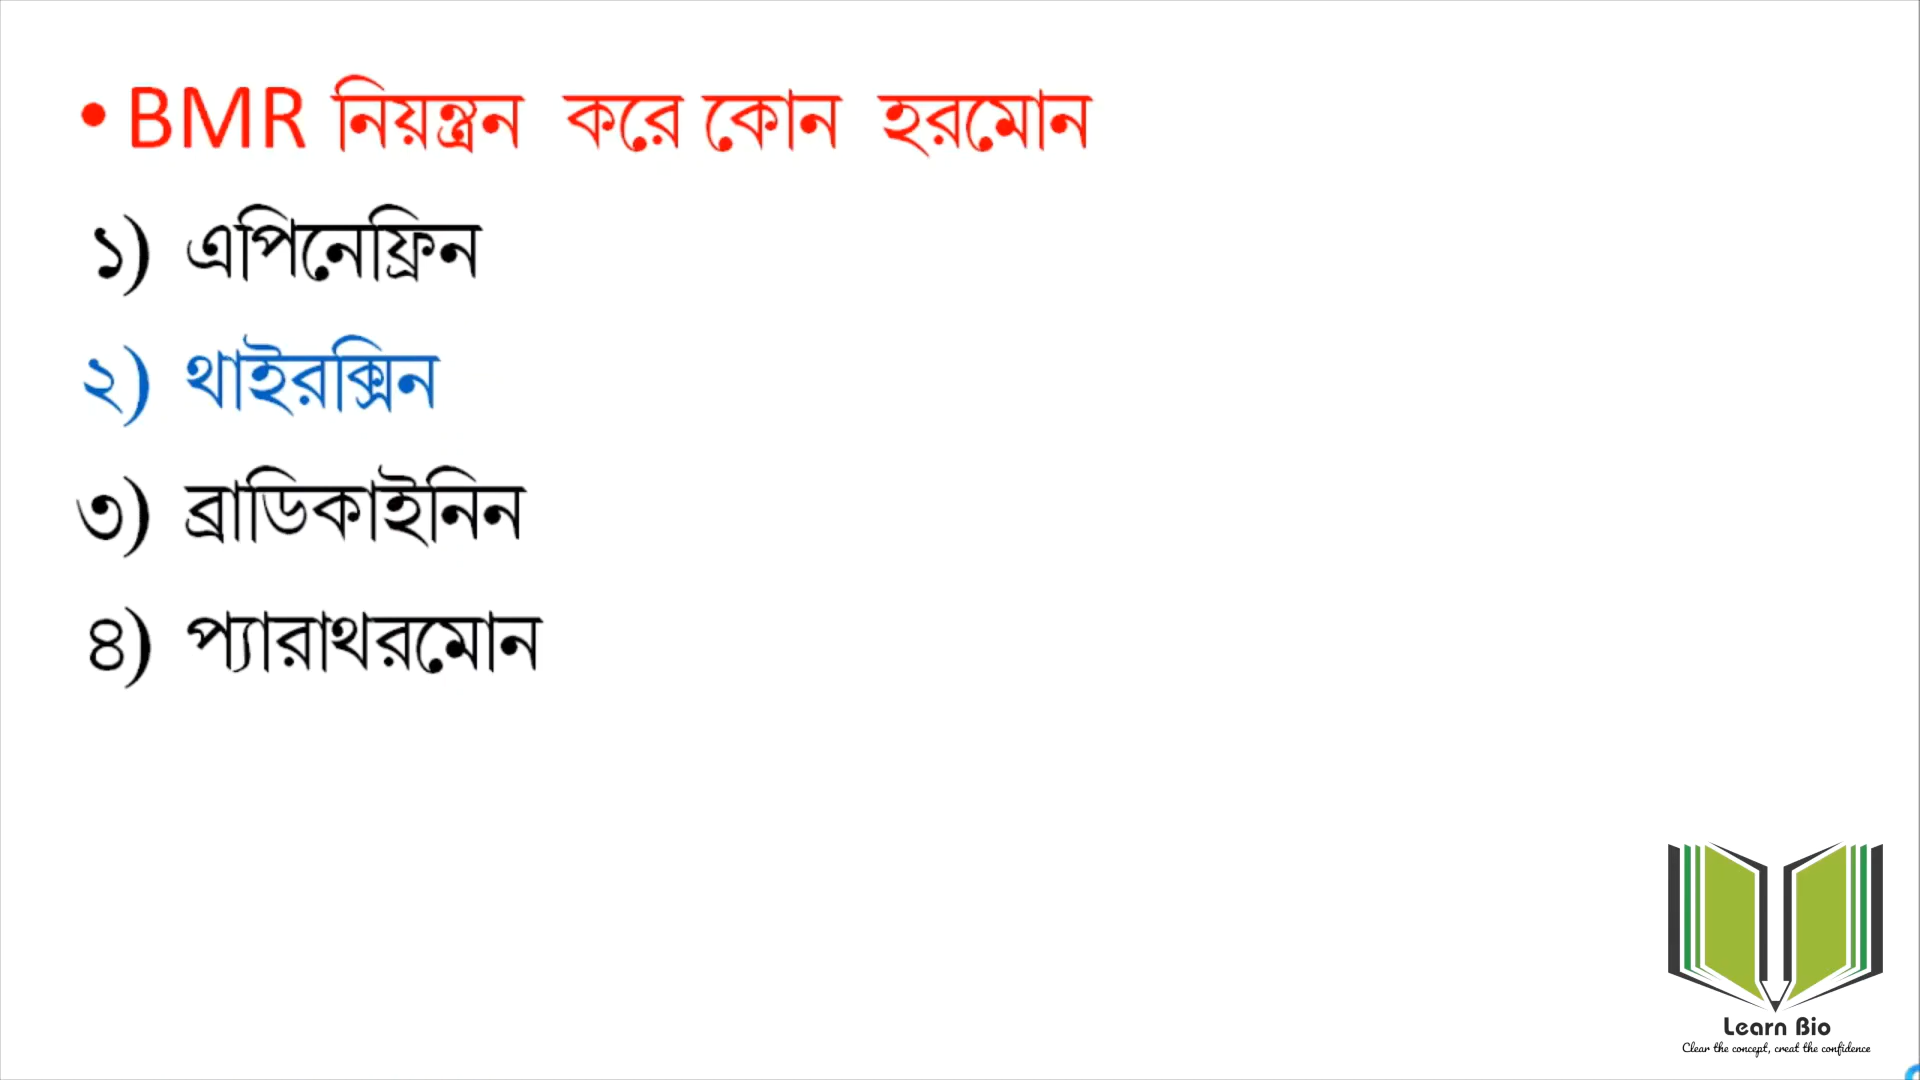 • BMR নিয়ন্ত্রন করে কোন হরমোন
১) এপিনেফ্রিন
২) থাইরক্সিন
৩) ব্রাডিকাইনিন
৪) প্যারাথরমোন
Learn Bio
Clear the concept, creat the confidence